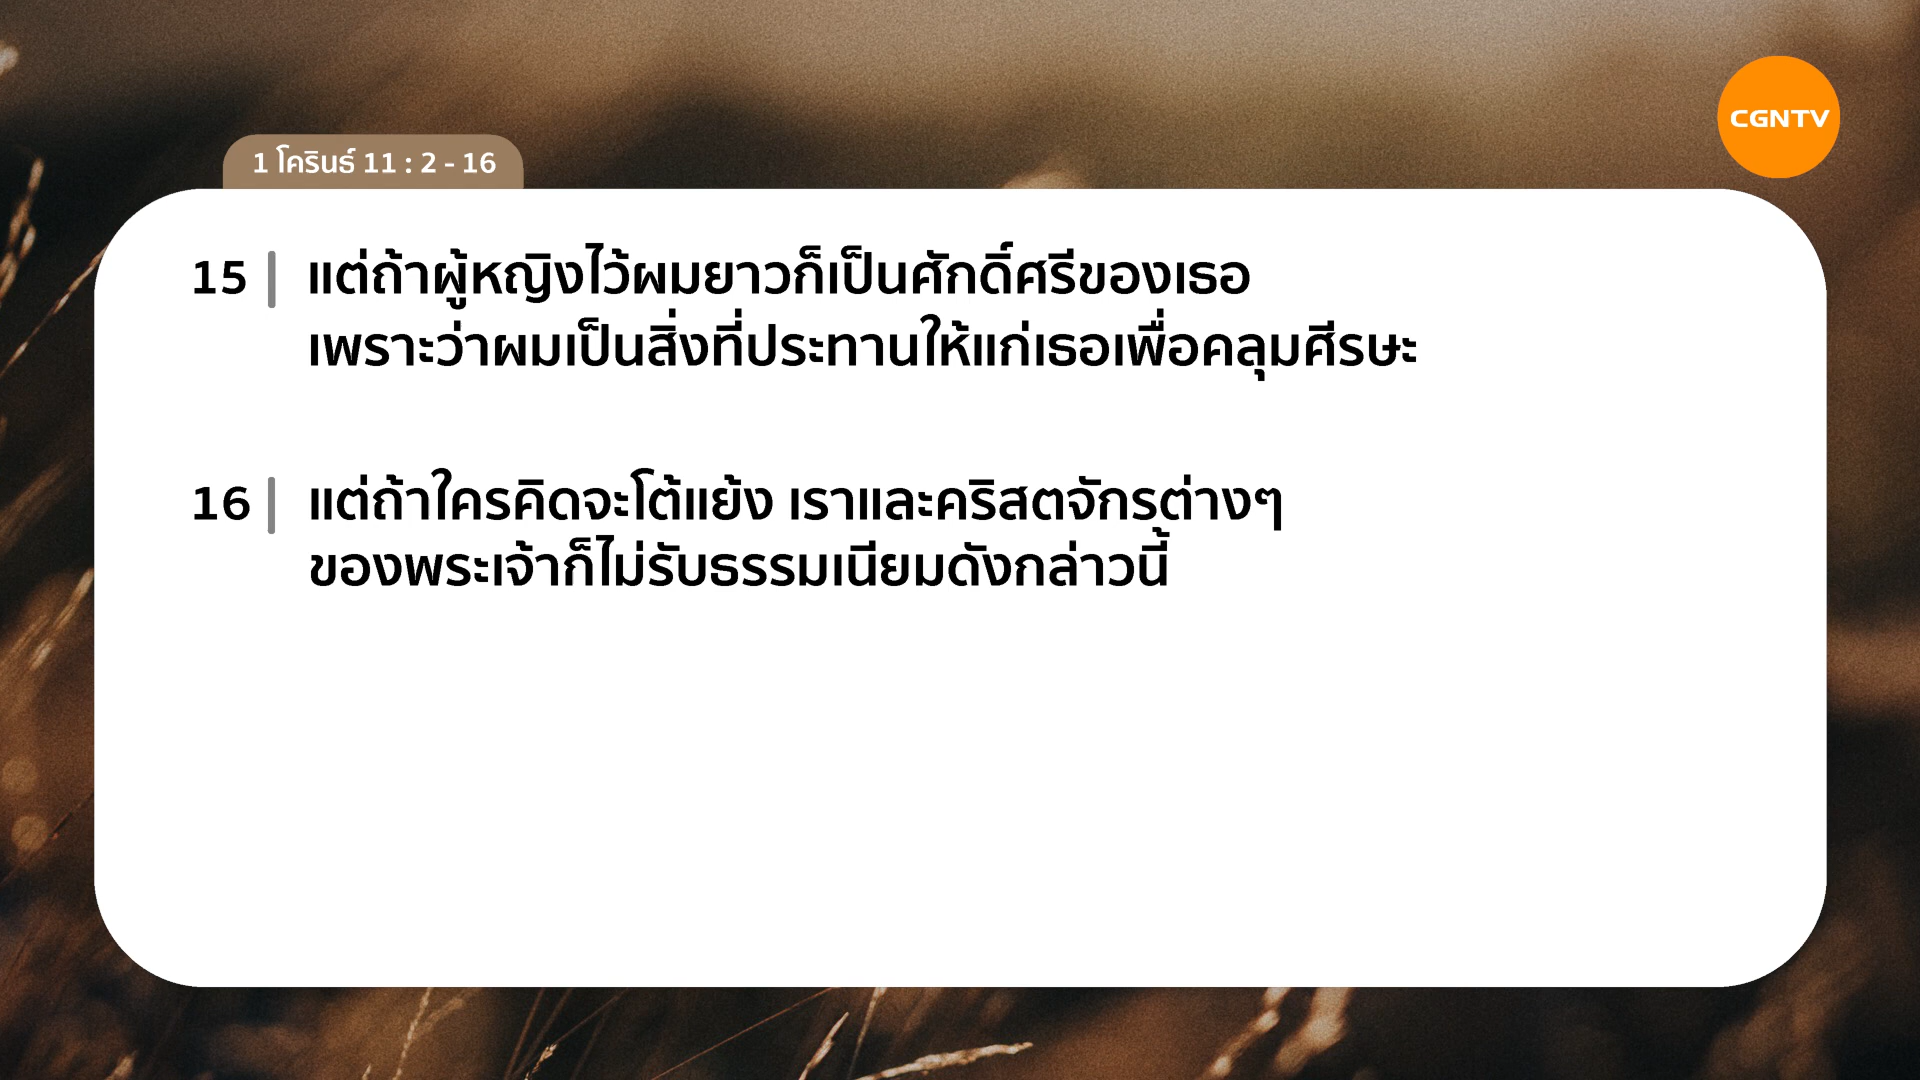 CGNTV
1 โครินธ์ 11 : 2 - 16
15 แต่ถ้าผู้หญิงไว้ผมยาวก็เป็นศักดิ์ศรีของเธอ
เพราะว่าผมเป็นสิ่งที่ประทานให้แก่เธอเพื่อคลุมศีรษะ
16 แต่ถ้าใครคิดจะโต้แย้ง เราและคริสตจักรต่างๆ
ของพระเจ้าก็ไม่รับธรรมเนียมดังกล่าวนี้